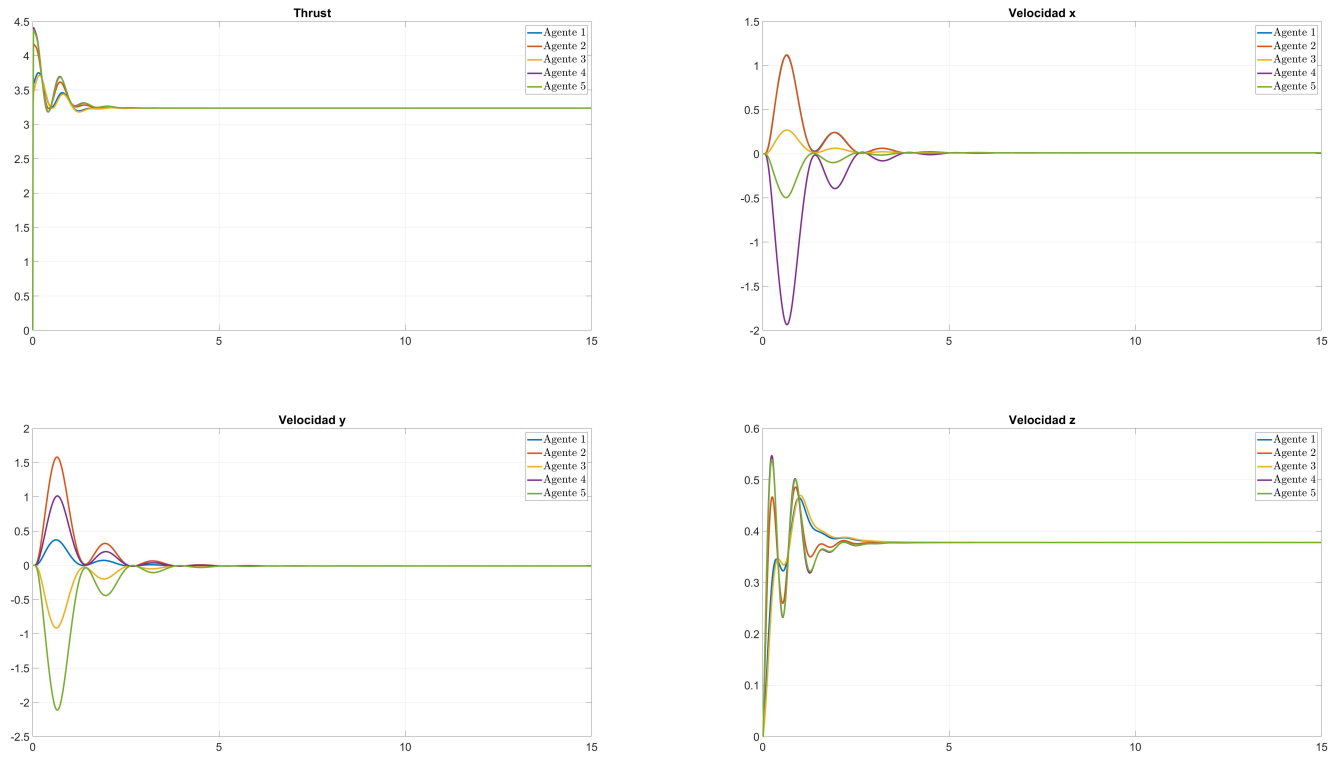 Thrust
4.5
4
3.5
3
2.5
2
1.5
1
0.5
0
0
5
10
15
Agente 1
Agente 2
Agente 3
Agente 4
Agente 5
Velocidad x
1.5
1
0.5
0
-0.5
-1
-1.5
-2
0
5
10
15
Agente 1
Agente 2
Agente 3
Agente 4
Agente 5
Velocidad y
2
1.5
1
0.5
0
-0.5
-1
-1.5
-2
-2.5
0
5
10
15
Agente 1
Agente 2
Agente 3
Agente 4
Agente 5
Velocidad z
0.6
0.5
0.4
0.3
0.2
0.1
0
0
5
10
15
Agente 1
Agente 2
Agente 3
Agente 4
Agente 5